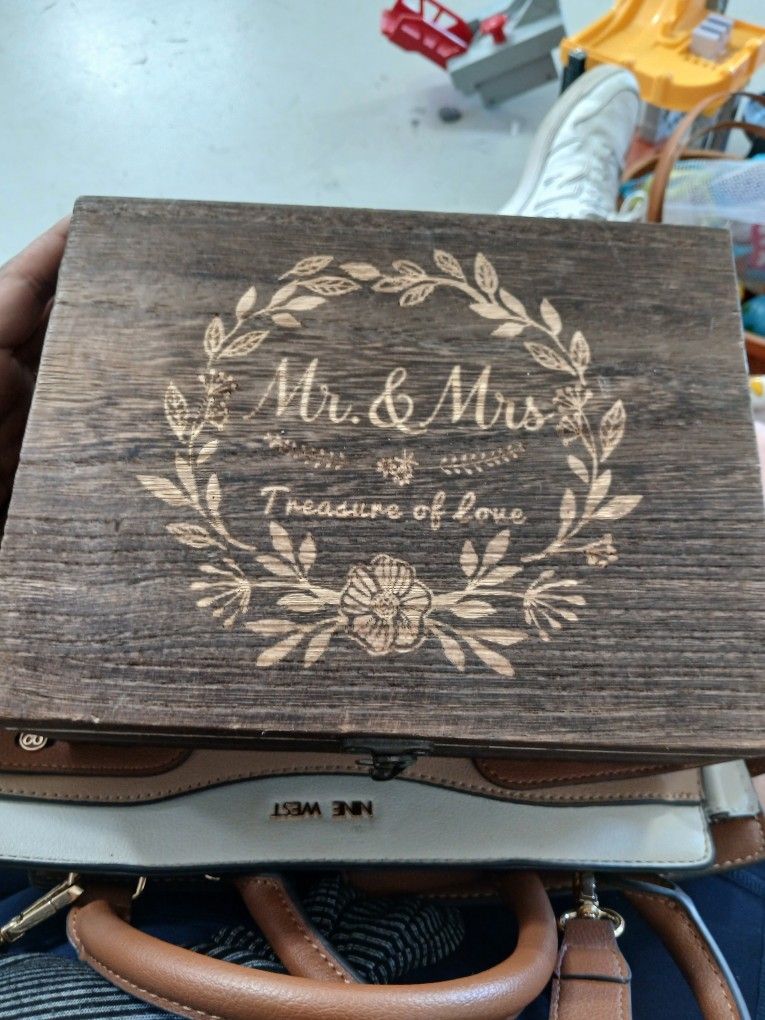 Mr. & Mrs
Treasure of love
NINE WEST